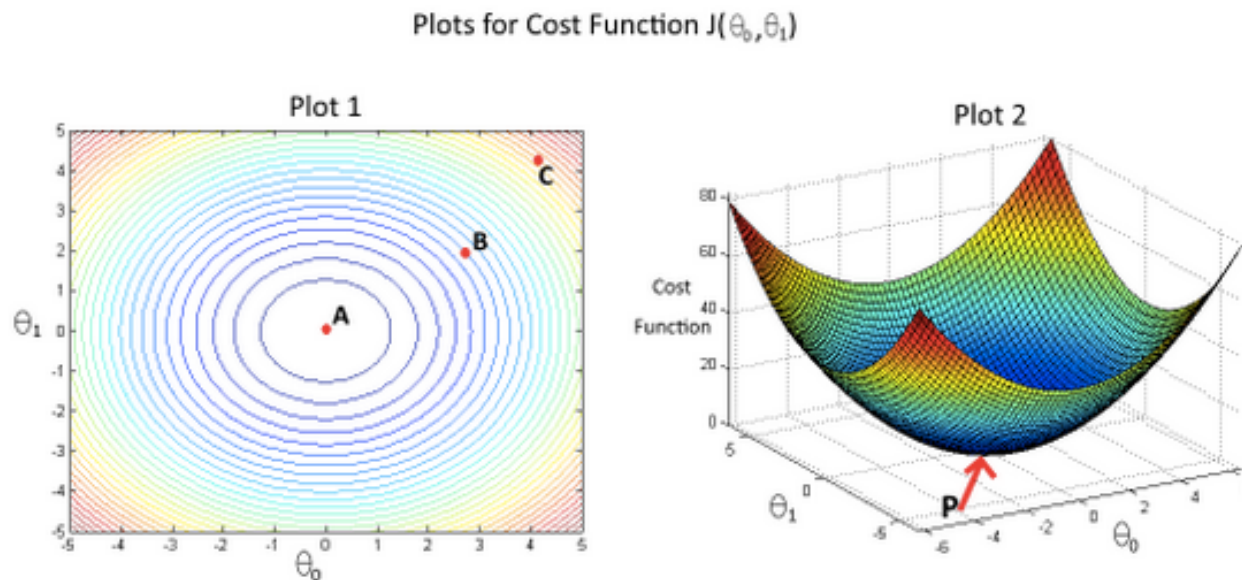 Plots for Cost Function J(θ₀,θ₁)
Plot 1
5
4
3
2
1
0
-1
-2
-3
-4
-5
θ₁
C
B
A
-5 -4 -3 -2 -1 0 1 2 3 4 5
θ₀
Plot 2
80
60
40
20
0
Cost
Function
5
0
-5
θ₁
P
-6 -4 -2 0 2 4
θ₀